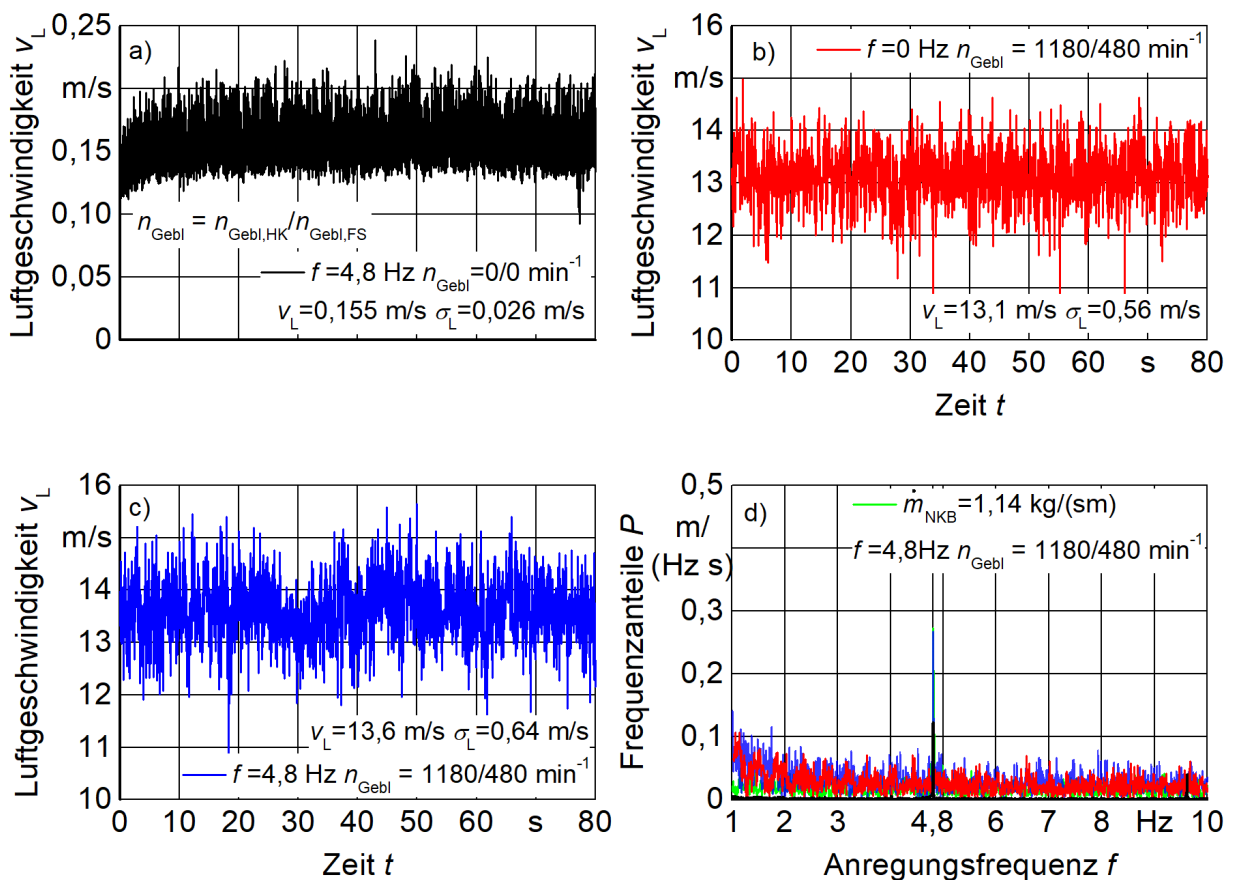 Luftgeschwindigkeit v_L
0,25
m/s
0,15
0,10
0,05
0
a)
n_Gebl = n_Gebl,HK/n_Gebl,FS
f =4,8 Hz n_Gebl =0/0 min⁻¹
v_L=0,155 m/s σ_L=0,026 m/s
Luftgeschwindigkeit v_L
16
m/s
14
13
12
11
10
b)
f =0 Hz n_Gebl = 1180/480 min⁻¹
v_L=13,1 m/s σ_L=0,56 m/s
0 10 20 30 40 50 60 s 80
Zeit t
Luftgeschwindigkeit v_L
16
m/s
14
13
12
11
10
c)
v_L=13,6 m/s σ_L=0,64 m/s
f =4,8 Hz n_Gebl = 1180/480 min⁻¹
0 10 20 30 40 50 60 s 80
Zeit t
Frequenzanteile P
0,5
m/
(Hz s)
0,3
0,2
0,1
0
d)
ṁ_NKB=1,14 kg/(sm)
f=4,8Hz n_Gebl = 1180/480 min⁻¹
1 2 3 4,8 6 7 8 Hz 10
Anregungsfrequenz f